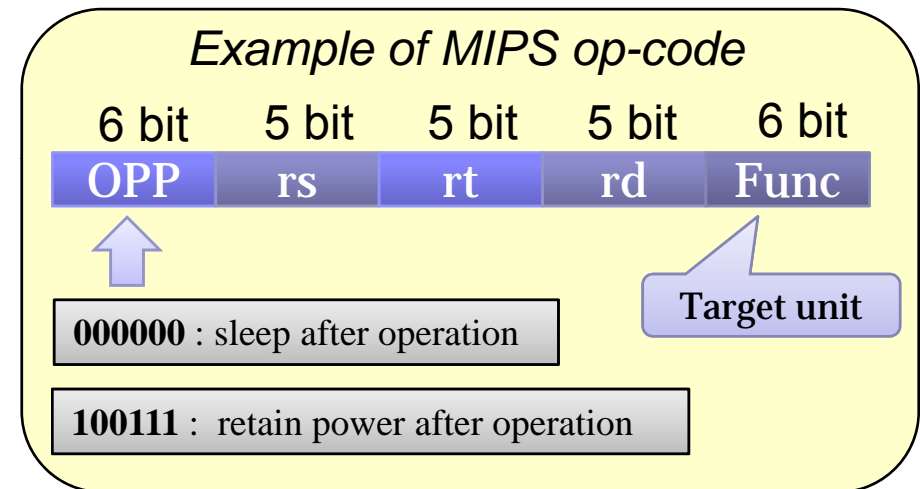 Example of MIPS op-code
6 bit 5 bit 5 bit 5 bit 6 bit
OPP rs rt rd Func
Target unit
000000 : sleep after operation
100111 : retain power after operation